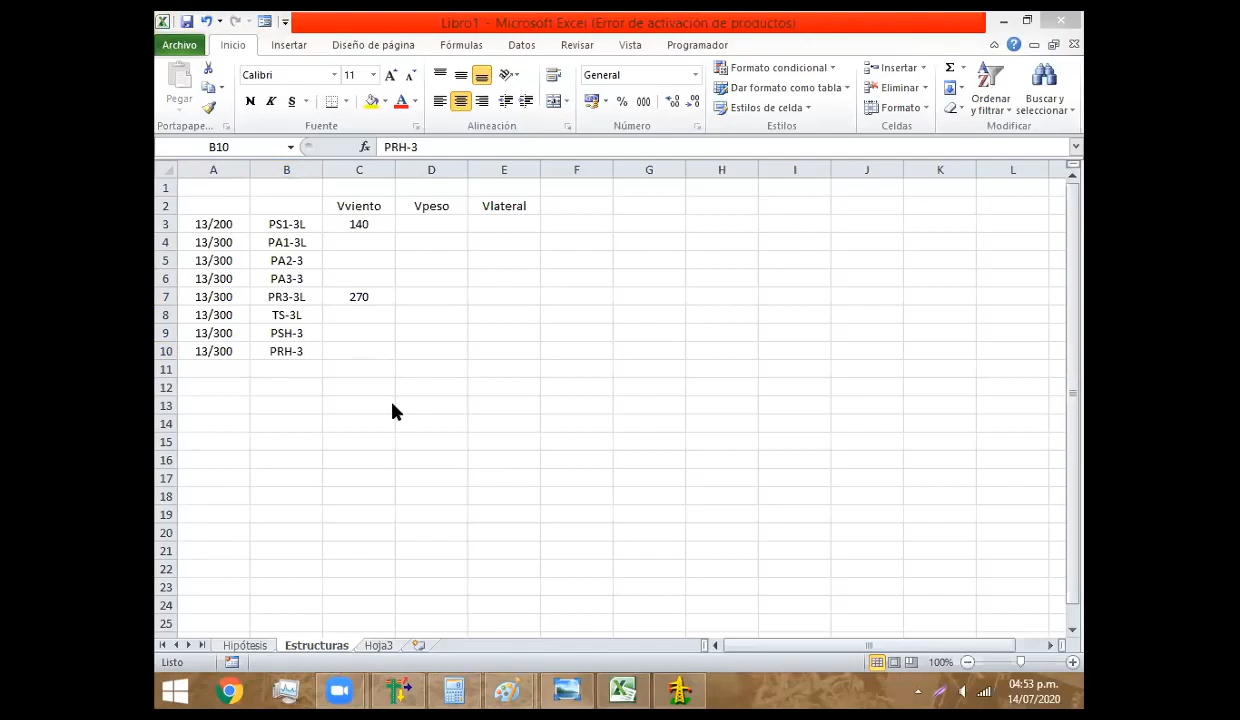 Libro1 - Microsoft Excel (Error de activación de productos)
Archivo Inicio Insertar Diseño de página Fórmulas Datos Revisar Vista Programador
Pegar
Calibri 11
N K S
General
% 000
Formato condicional
Dar formato como tabla
Estilos de celda
Insertar
Eliminar
Formato
Σ
Ordenar y filtrar
Buscar y seleccionar
Portapape... Fuente Alineación Número Estilos Celdas Modificar
B10 fx PRH-3
A B C D E F G H I J K L
1
2 Vviento Vpeso Vlateral
3 13/200 PS1-3L 140
4 13/300 PA1-3L
5 13/300 PA2-3
6 13/300 PA3-3
7 13/300 PR3-3L 270
8 13/300 TS-3L
9 13/300 PSH-3
10 13/300 PRH-3
11
12
13
14
15
16
17
18
19
20
21
22
23
24
25
Hipótesis Estructuras Hoja3
Listo 100%
04:53 p.m.
14/07/2020